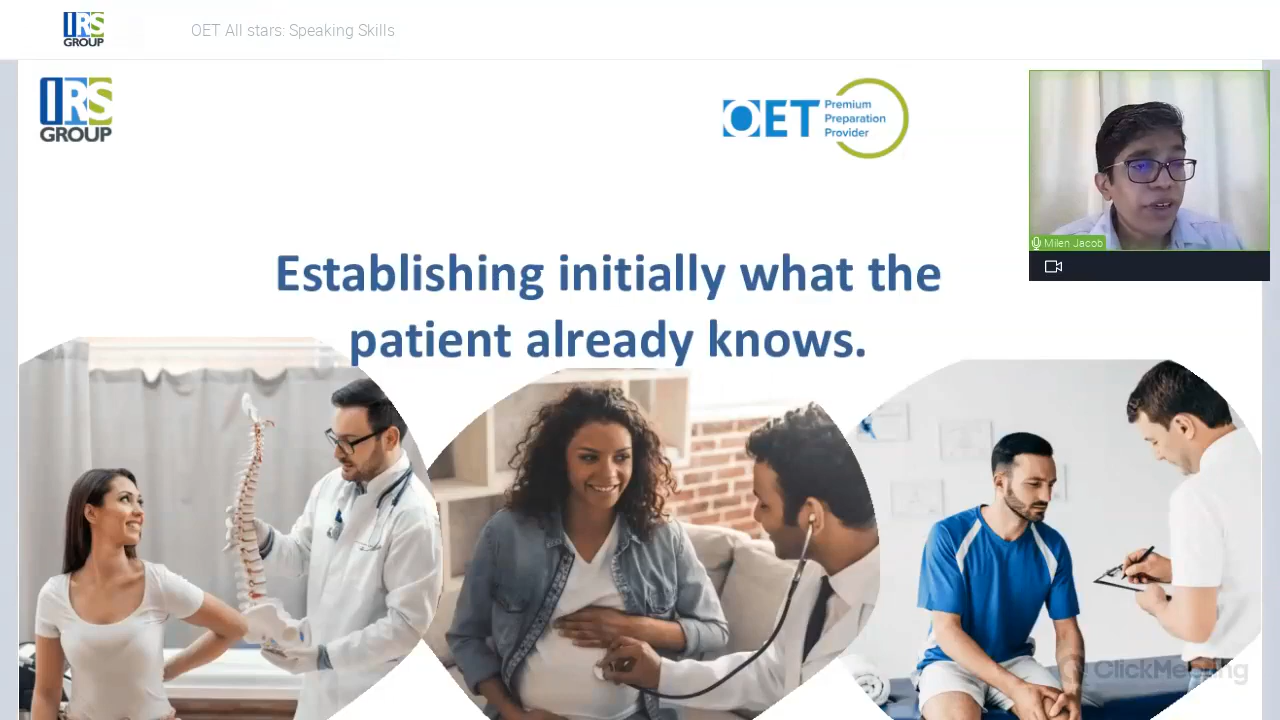 IRS
GROUP
OET All stars: Speaking Skills
IRS
GROUP
OET Premium
Preparation
Provider
Milen Jacob
Establishing initially what the
patient already knows.
ClickMeeting